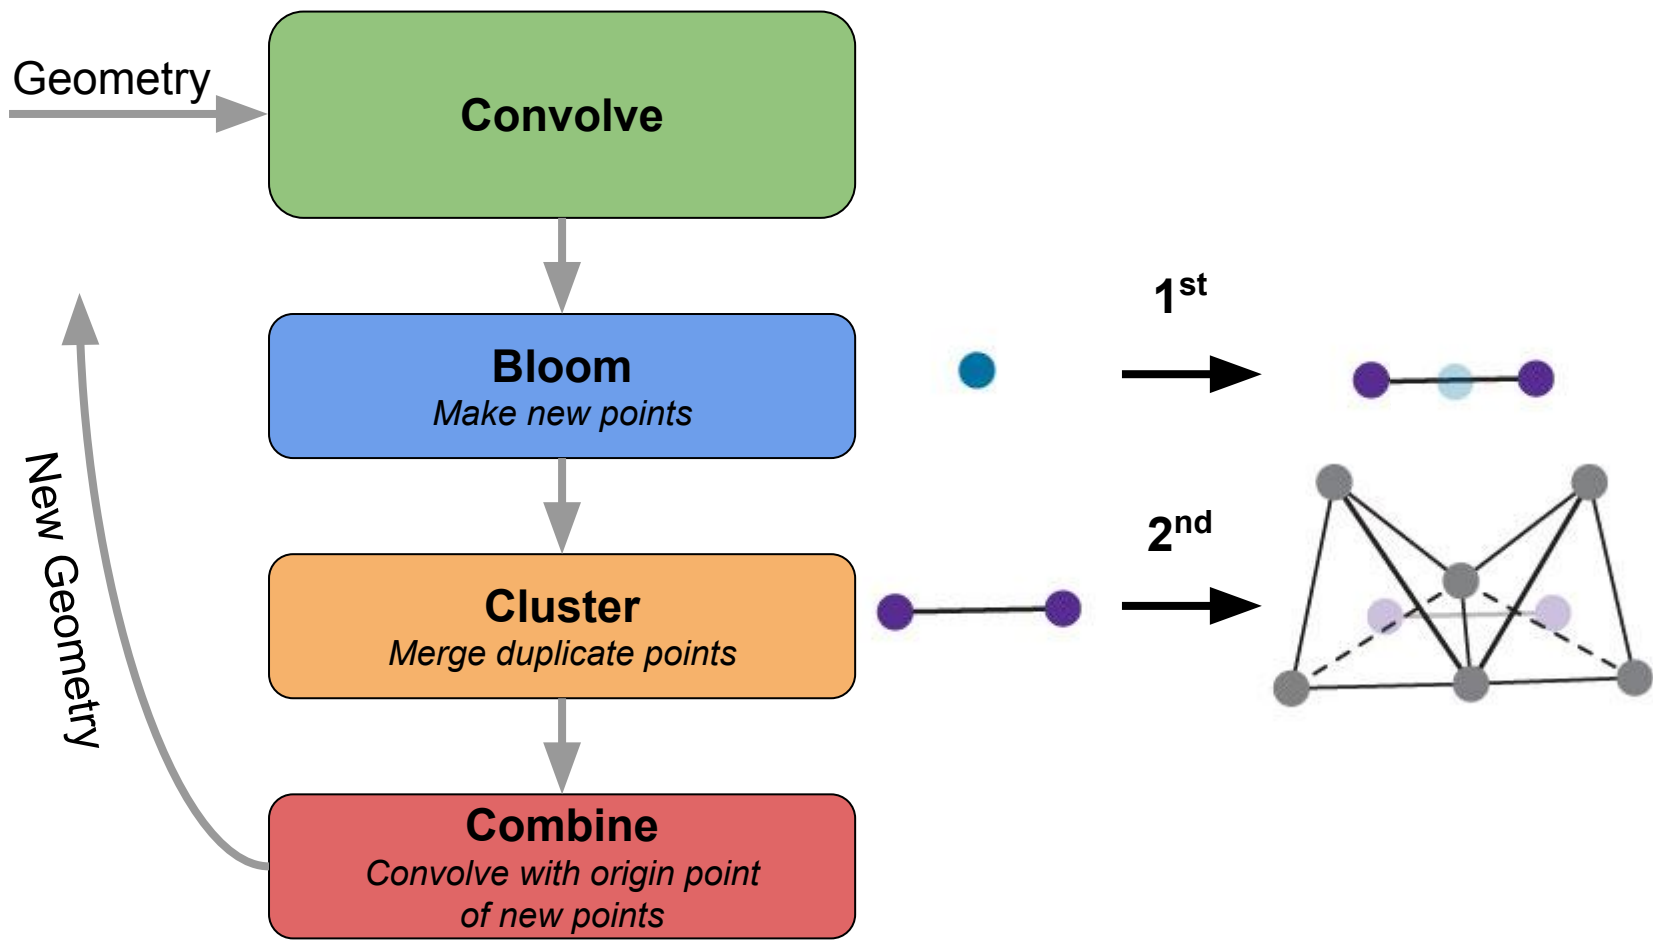 Geometry
Convolve
Bloom
Make new points
1st
Cluster
Merge duplicate points
2nd
New Geometry
Combine
Convolve with origin point
of new points